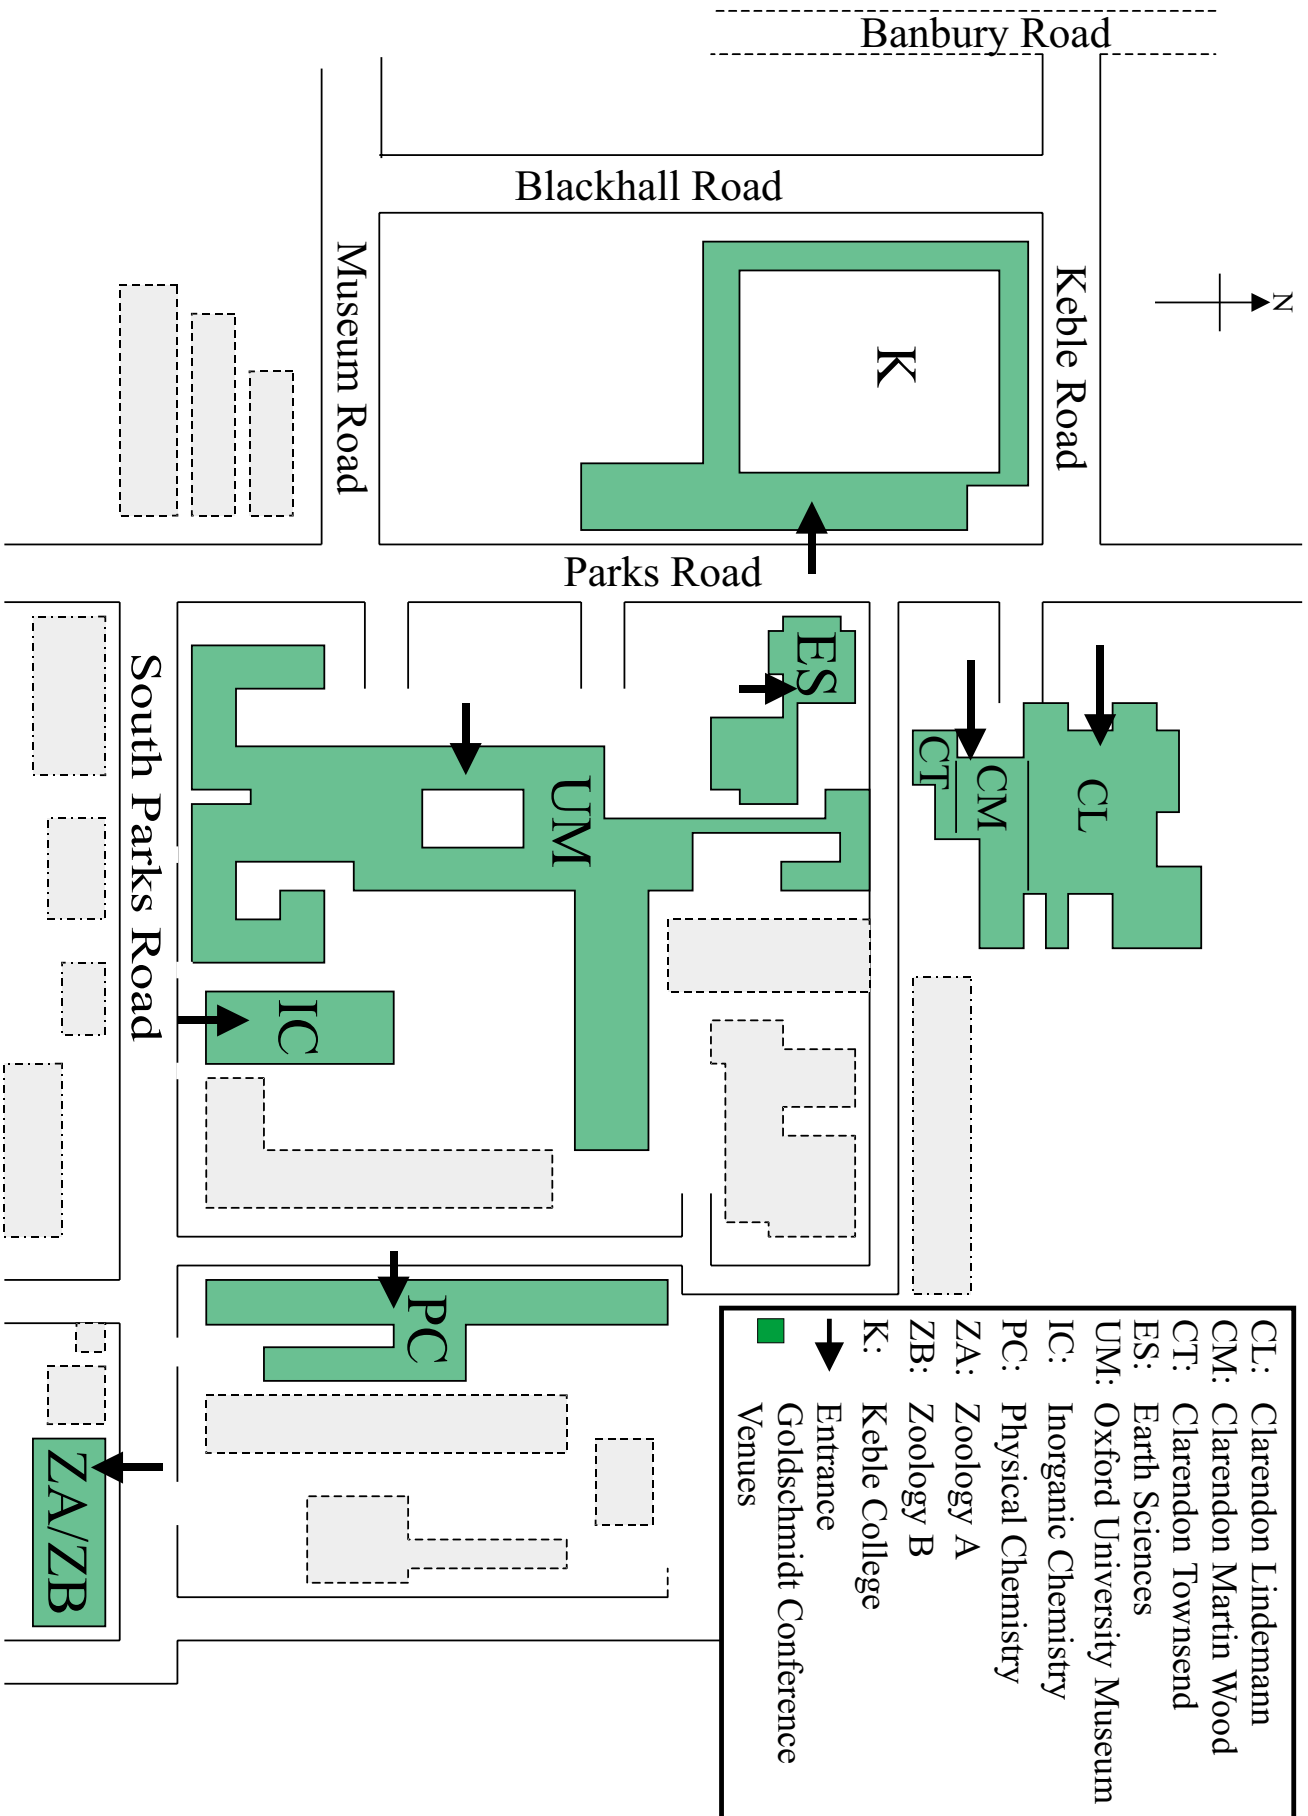 Banbury Road
Blackhall Road
Museum Road
Keble Road
N
K
Parks Road
South Parks Road
ES
CT
CM
CL
UM
IC
PC
ZA/ZB
CL: Clarendon Lindemann
CM: Clarendon Martin Wood
CT: Clarendon Townsend
ES: Earth Sciences
UM: Oxford University Museum
IC: Inorganic Chemistry
PC: Physical Chemistry
ZA: Zoology A
ZB: Zoology B
K: Keble College
Entrance
Goldschmidt Conference
Venues